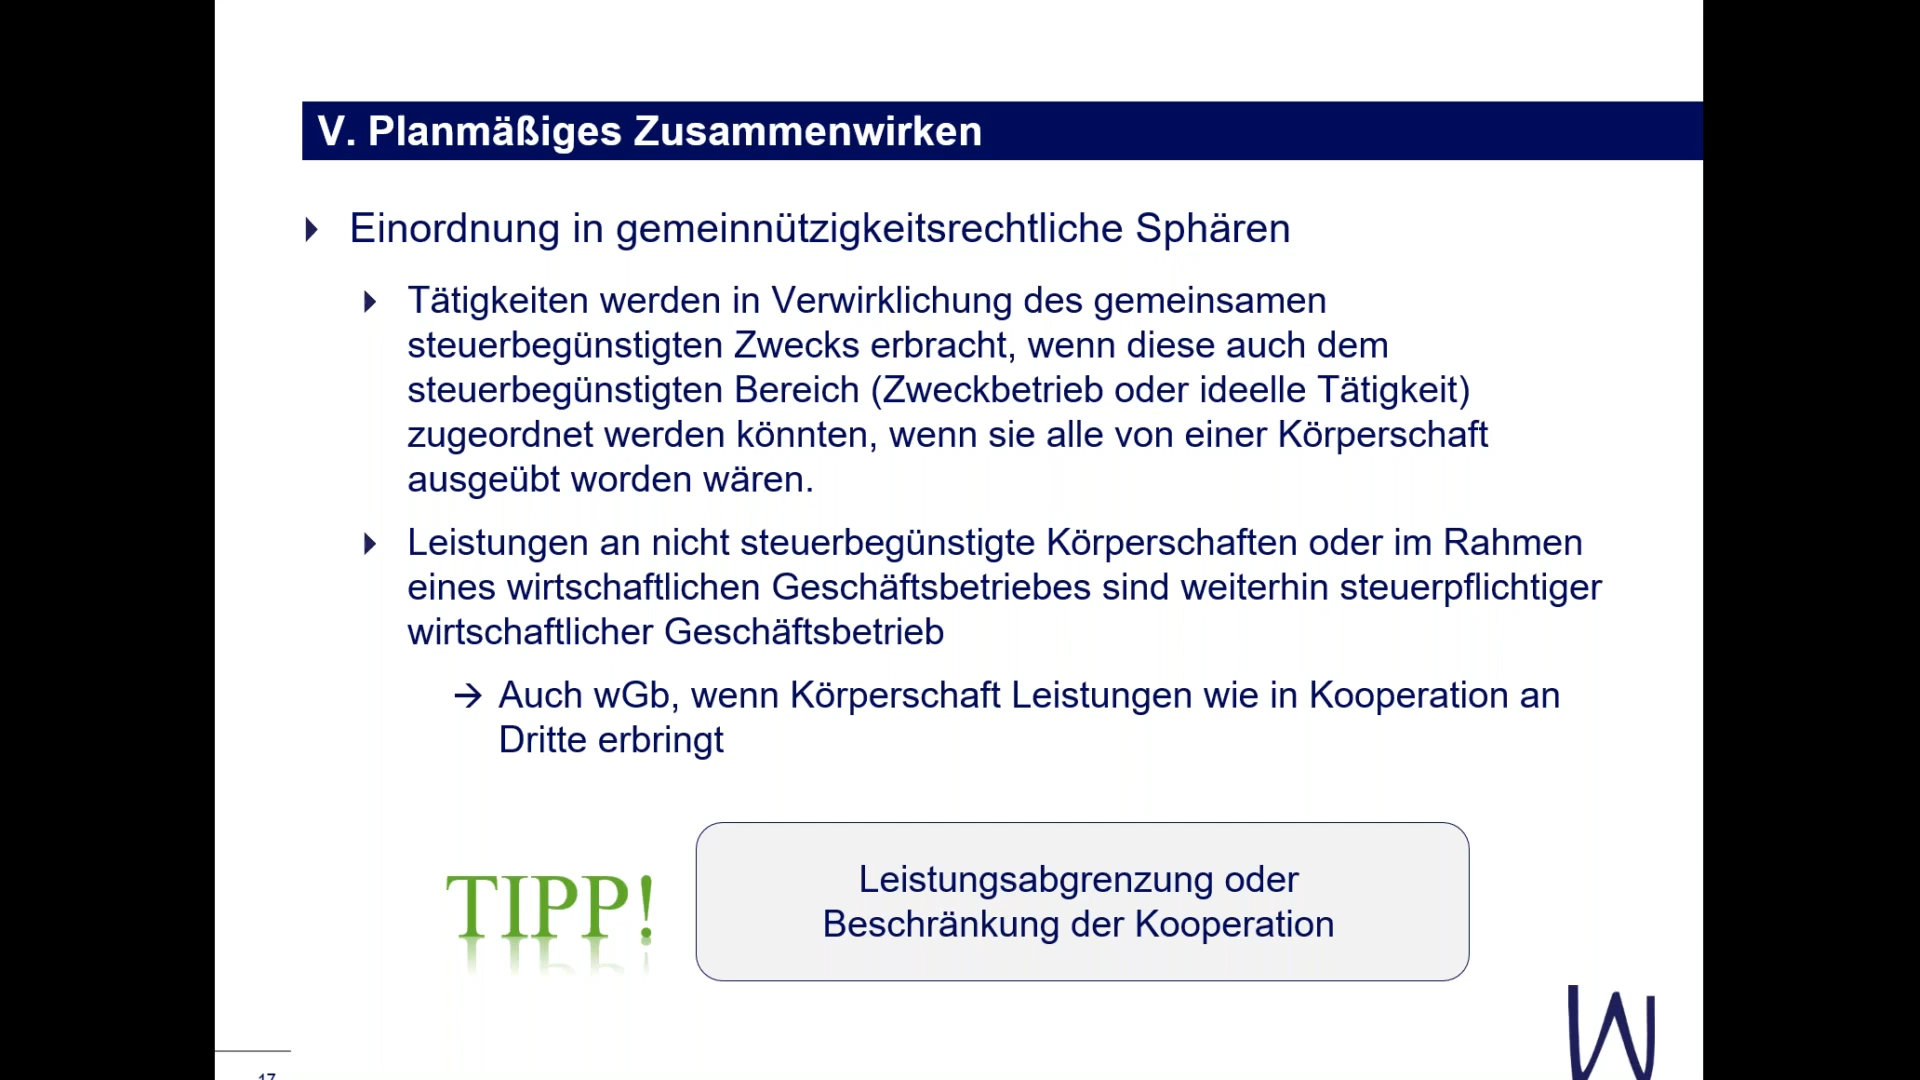 V. Planmäßiges Zusammenwirken
Einordnung in gemeinnützigkeitsrechtliche Sphären
Tätigkeiten werden in Verwirklichung des gemeinsamen
steuerbegünstigten Zwecks erbracht, wenn diese auch dem
steuerbegünstigten Bereich (Zweckbetrieb oder ideelle Tätigkeit)
zugeordnet werden könnten, wenn sie alle von einer Körperschaft
ausgeübt worden wären.
Leistungen an nicht steuerbegünstigte Körperschaften oder im Rahmen
eines wirtschaftlichen Geschäftsbetriebes sind weiterhin steuerpflichtiger
wirtschaftlicher Geschäftsbetrieb
→ Auch wGb, wenn Körperschaft Leistungen wie in Kooperation an
Dritte erbringt
TIPP!
Leistungsabgrenzung oder
Beschränkung der Kooperation
W
17